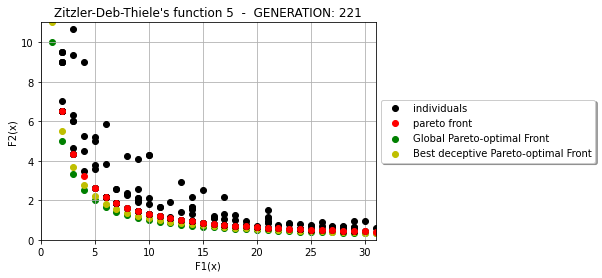 Zitzler-Deb-Thiele's function 5 - GENERATION: 221
10
8
6
4
2
0
F2(x)
0 5 10 15 20 25 30
F1(x)
individuals
pareto front
Global Pareto-optimal Front
Best deceptive Pareto-optimal Front